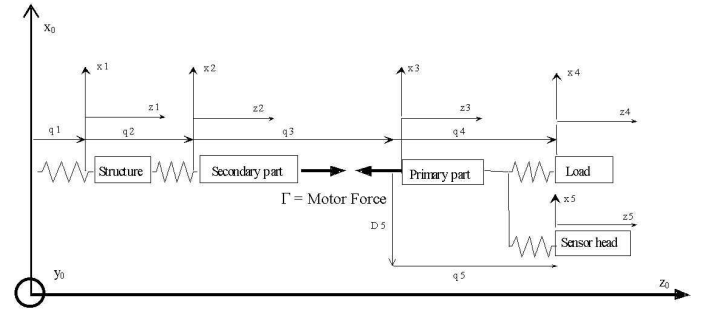 x0
x1
x2
x3
x4
z1
z2
z3
z4
q1
q2
q3
q4
Structure
Secondary part
Primary part
Load
Γ = Motor Force
x5
D5
z5
Sensor head
y0
q5
z0